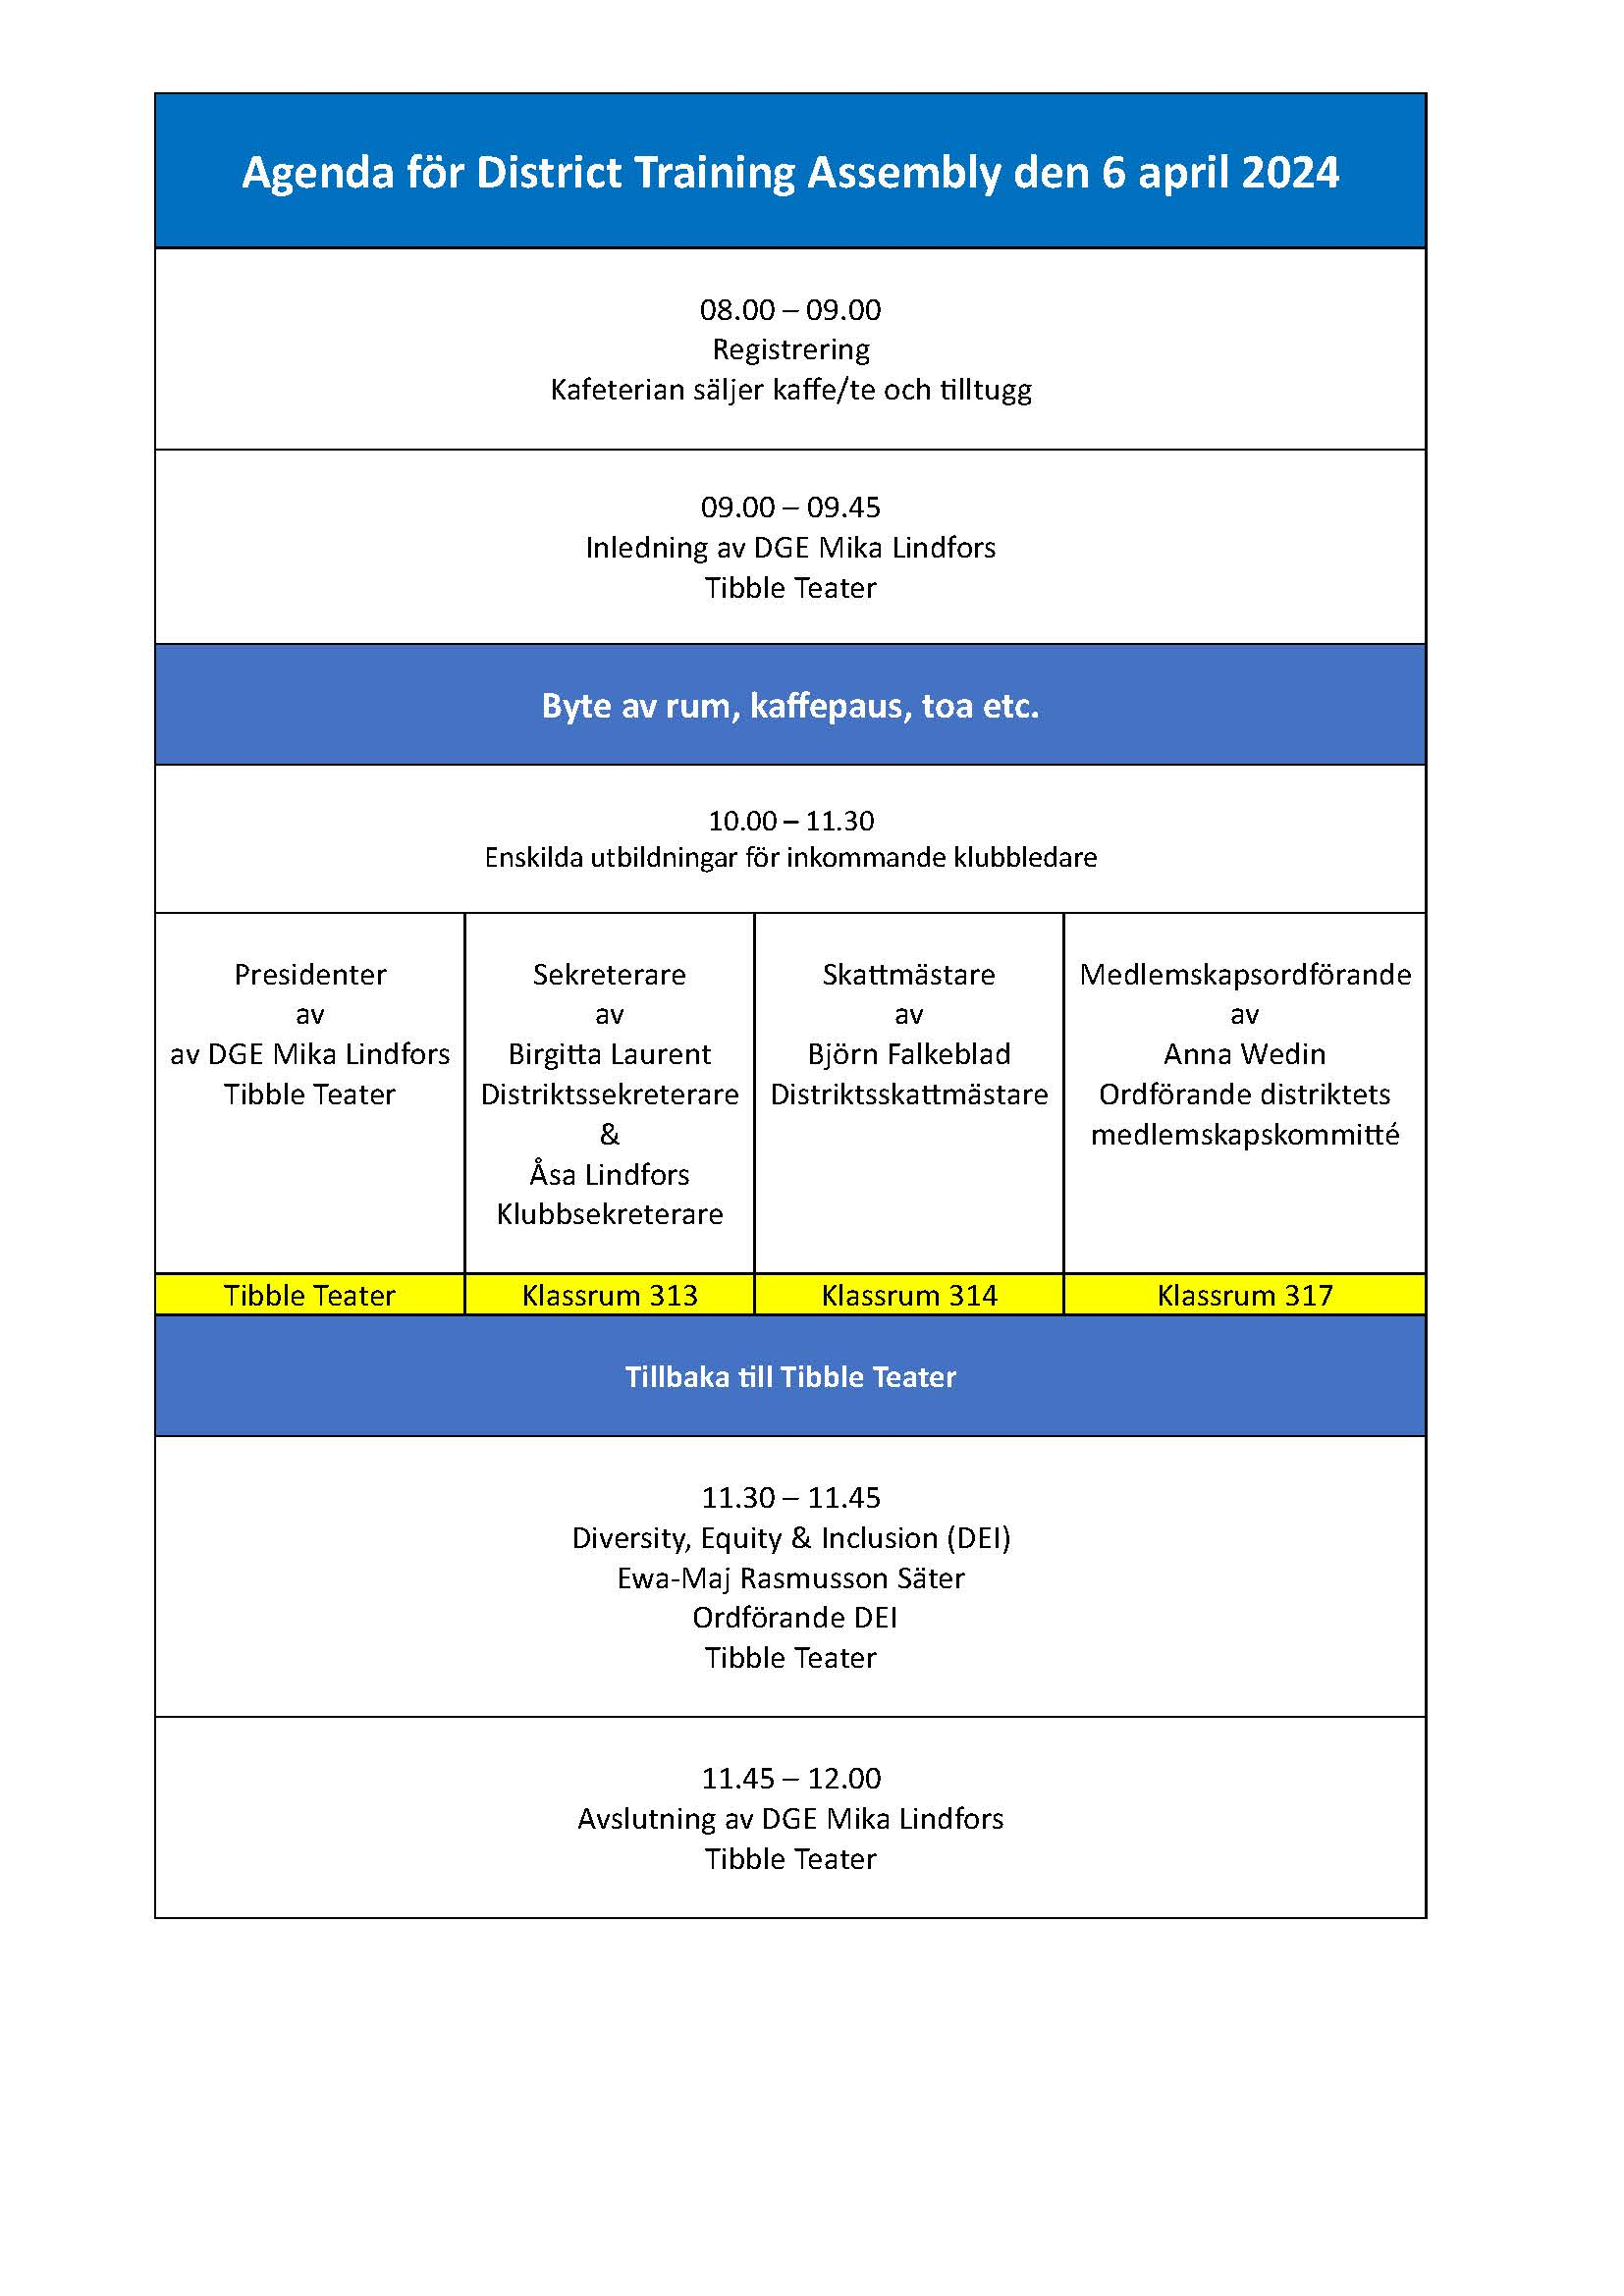 Agenda för District Training Assembly den 6 april 2024
08.00 – 09.00
Registrering
Kafeterian säljer kaffe/te och tilltugg
09.00 – 09.45
Inledning av DGE Mika Lindfors
Tibble Teater
Byte av rum, kaffepaus, toa etc.
10.00 – 11.30
Enskilda utbildningar för inkommande klubbledare
Presidenter
av
av DGE Mika Lindfors
Tibble Teater
Sekreterare
av
Birgitta Laurent
Distriktssekreterare
&
Åsa Lindfors
Klubbsekreterare
Skattmästare
av
Björn Falkeblad
Distriktsskattmästare
Medlemskapsordförande
av
Anna Wedin
Ordförande distriktets
medlemskapskommitté
Tibble Teater
Klassrum 313
Klassrum 314
Klassrum 317
Tillbaka till Tibble Teater
11.30 – 11.45
Diversity, Equity & Inclusion (DEI)
Ewa-Maj Rasmusson Säter
Ordförande DEI
Tibble Teater
11.45 – 12.00
Avslutning av DGE Mika Lindfors
Tibble Teater